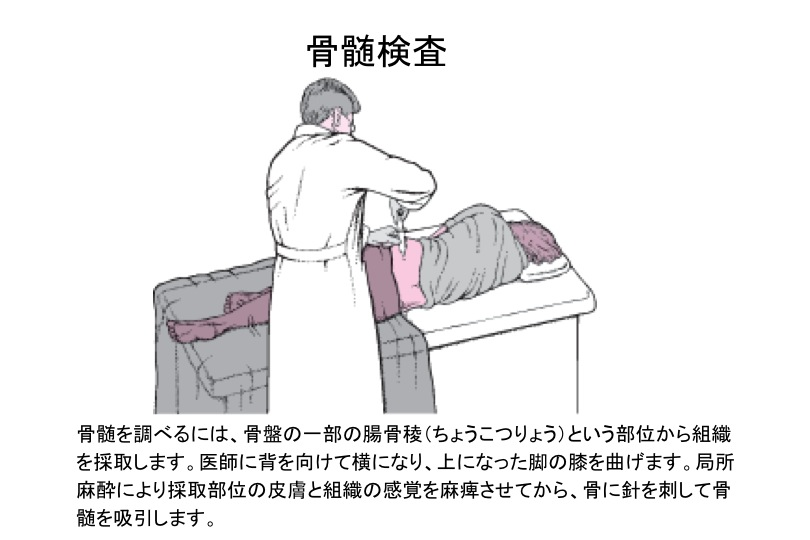 骨髄検査
骨髄を調べるには、骨盤の一部の腸骨稜（ちょうこつりょう）という部位から組織
を採取します。医師に背を向けて横になり、上になった脚の膝を曲げます。局所
麻酔により採取部位の皮膚と組織の感覚を麻痺させてから、骨に針を刺して骨
髄を吸引します。